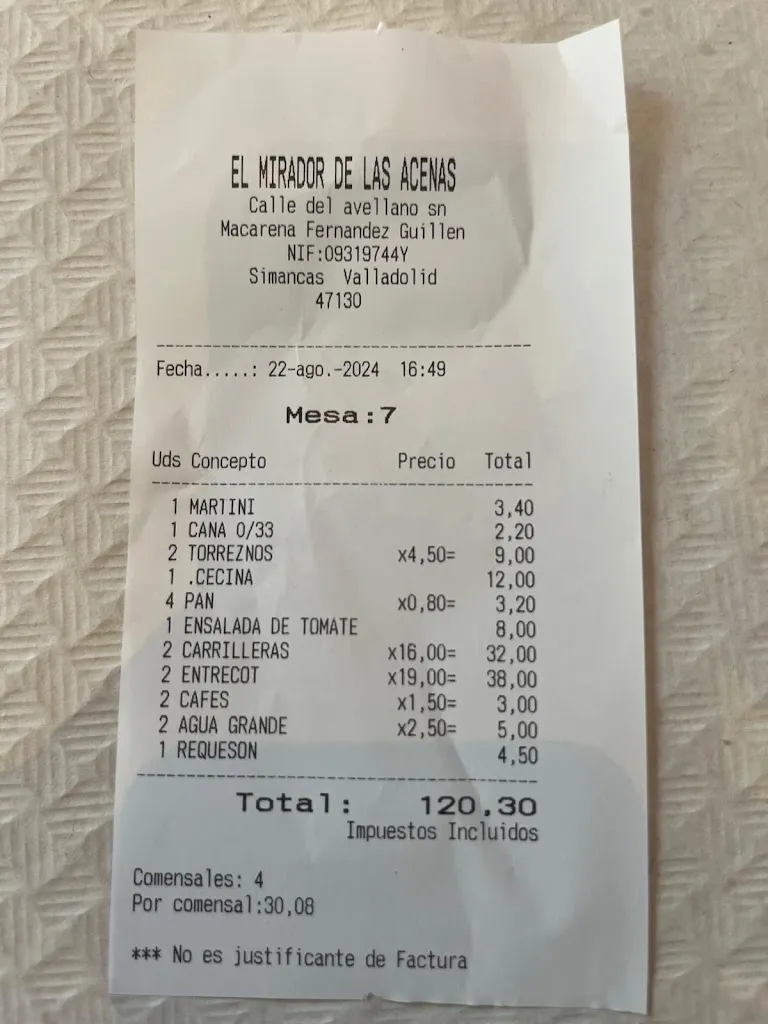 EL MIRADOR DE LAS ACENAS
Calle del avellano sn
Macarena Fernandez Guillen
NIF:09319744Y
Simancas Valladolid
47130
Fecha.....: 22-ago.-2024 16:49
Mesa:7
Uds Concepto Precio Total
1 MARTINI 3,40
1 CANA 0/33 2,20
2 TORREZNOS x4,50= 9,00
1 .CECINA 12,00
4 PAN x0,80= 3,20
1 ENSALADA DE TOMATE 8,00
2 CARRILLERAS x16,00= 32,00
2 ENTRECOT x19,00= 38,00
2 CAFES x1,50= 3,00
2 AGUA GRANDE x2,50= 5,00
1 REQUESON 4,50
Total: 120,30
Impuestos Incluidos
Comensales: 4
Por comensal:30,08
*** No es justificante de Factura